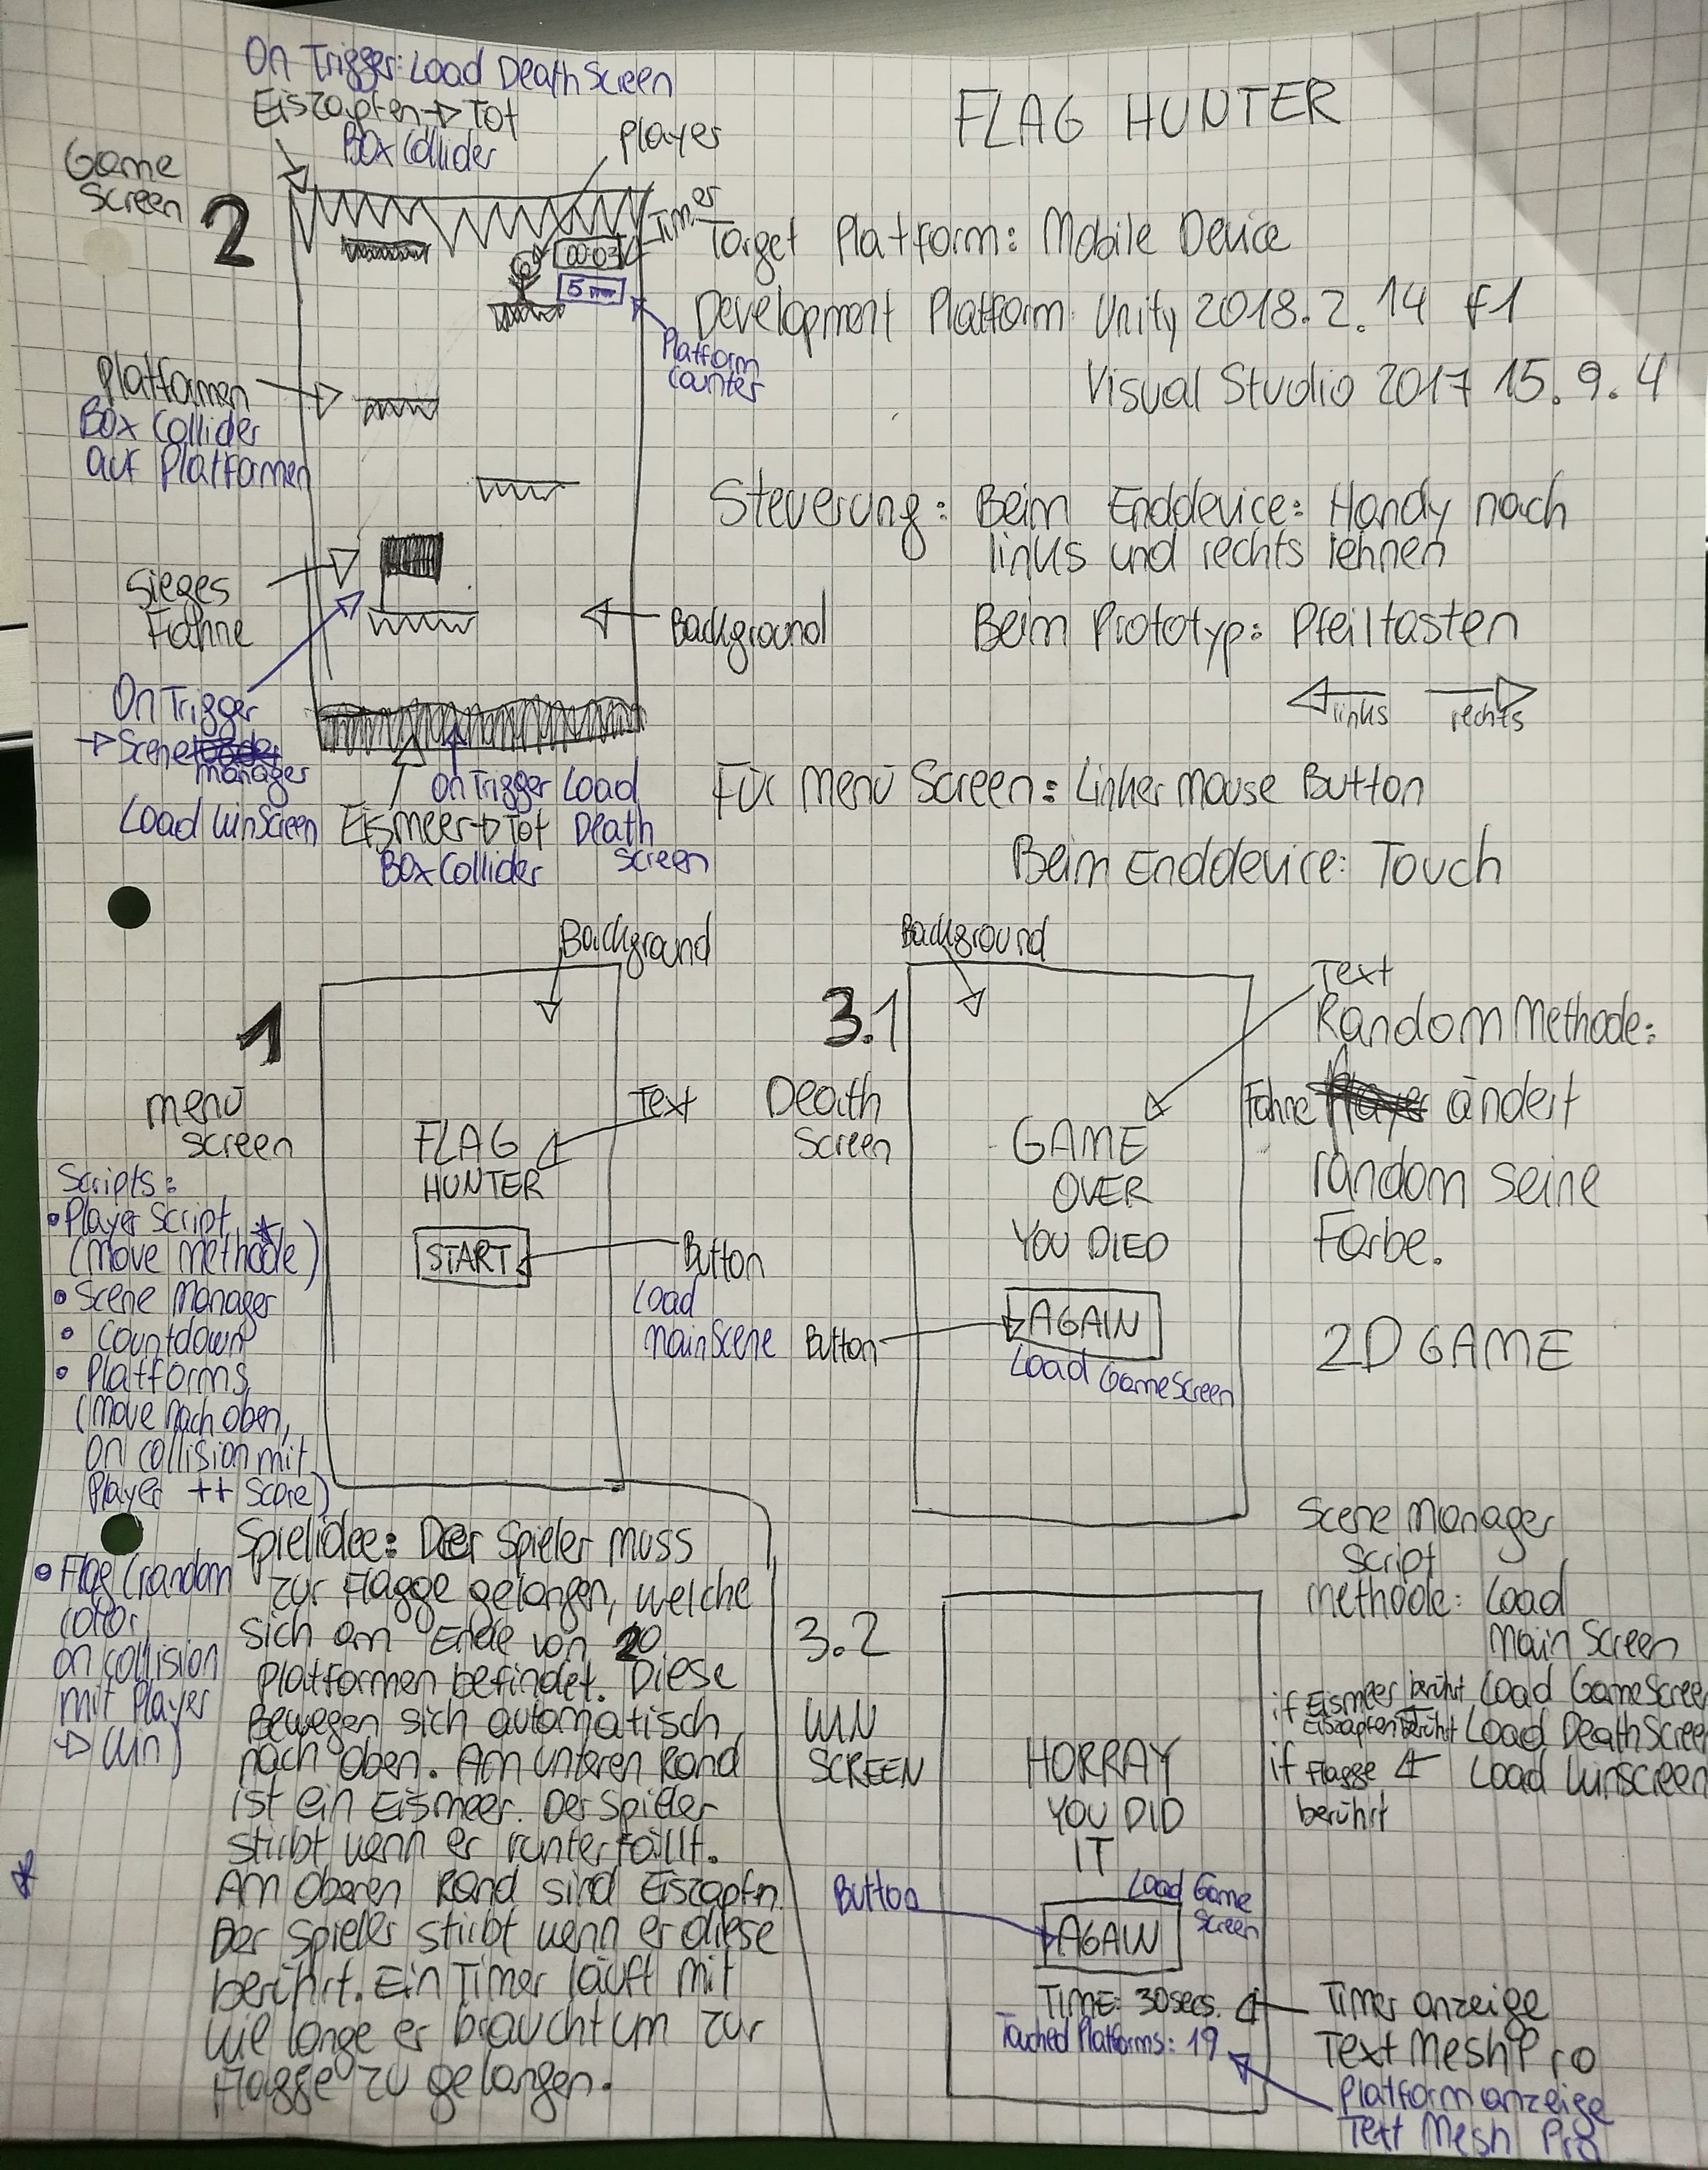 FLAG HUNTER
On Trigger: Load DeathScreen
Eiszapfen → Tot
Box Collider
Player
Game
Screen
2
Timer
00:03
5
Platform
counter
Target Platform: Mobile Device
Development Platform: Unity 2018.2.14 f1
Visual Studio 2017 15.9.4
Platformen
Box Collider
auf Platformen
Steuerung: Beim Enddevice: Handy nach
links und rechts lehnen
Sieges
Fahne
Background
Beim Prototyp: Pfeiltasten
links rechts
On Trigger
→ Scene
manager
Load WinScreen
On Trigger Load
Death
Screen
Eismeer → Tot
Box Collider
Für Menü Screen: Linker Mouse Button
Beim Enddevice: Touch
Background
1
menü
screen
Text
FLAG
HUNTER
START
Button
Load
mainScene
Background
3.1
Death
Screen
Text
GAME
OVER
YOU DIED
Button
AGAIN
Load GameScreen
Random Methode:
Fahne ändert
random seine
Farbe.
2D GAME
Scripts:
• Player Script *
(move methode)
• Scene Manager
• Countdown
• Platforms
(move nach oben,
on collision mit
Player ++ Score)
• Flag (random
color,
on collision
mit Player
→ Win)
*
Spielidee: Der Spieler muss
zur Flagge gelangen, welche
sich am Ende von 20
Platformen befindet. Diese
bewegen sich automatisch
nach oben. Am unteren Rand
ist ein Eismeer. Der Spieler
stirbt wenn er runterfällt.
Am oberen Rand sind Eiszapfn.
Der Spieler stirbt wenn er diese
berührt. Ein Timer läuft mit
wie lange er braucht um zur
Flagge zu gelangen.
3.2
WIN
SCREEN
HORRAY
YOU DID
IT
Button
Load Game
Screen
AGAIN
TIME: 30secs.
Touched Platforms: 19
Timer anzeige
Text Mesh Pro
Platform anzeige
Text Mesh Pro
Scene Manager
Script
methode: Load
Main Screen
if Eismeer berührt Load GameScree
Eiszapfen berührt Load DeathScree
if Flagge ← Load Winscreen
berührt